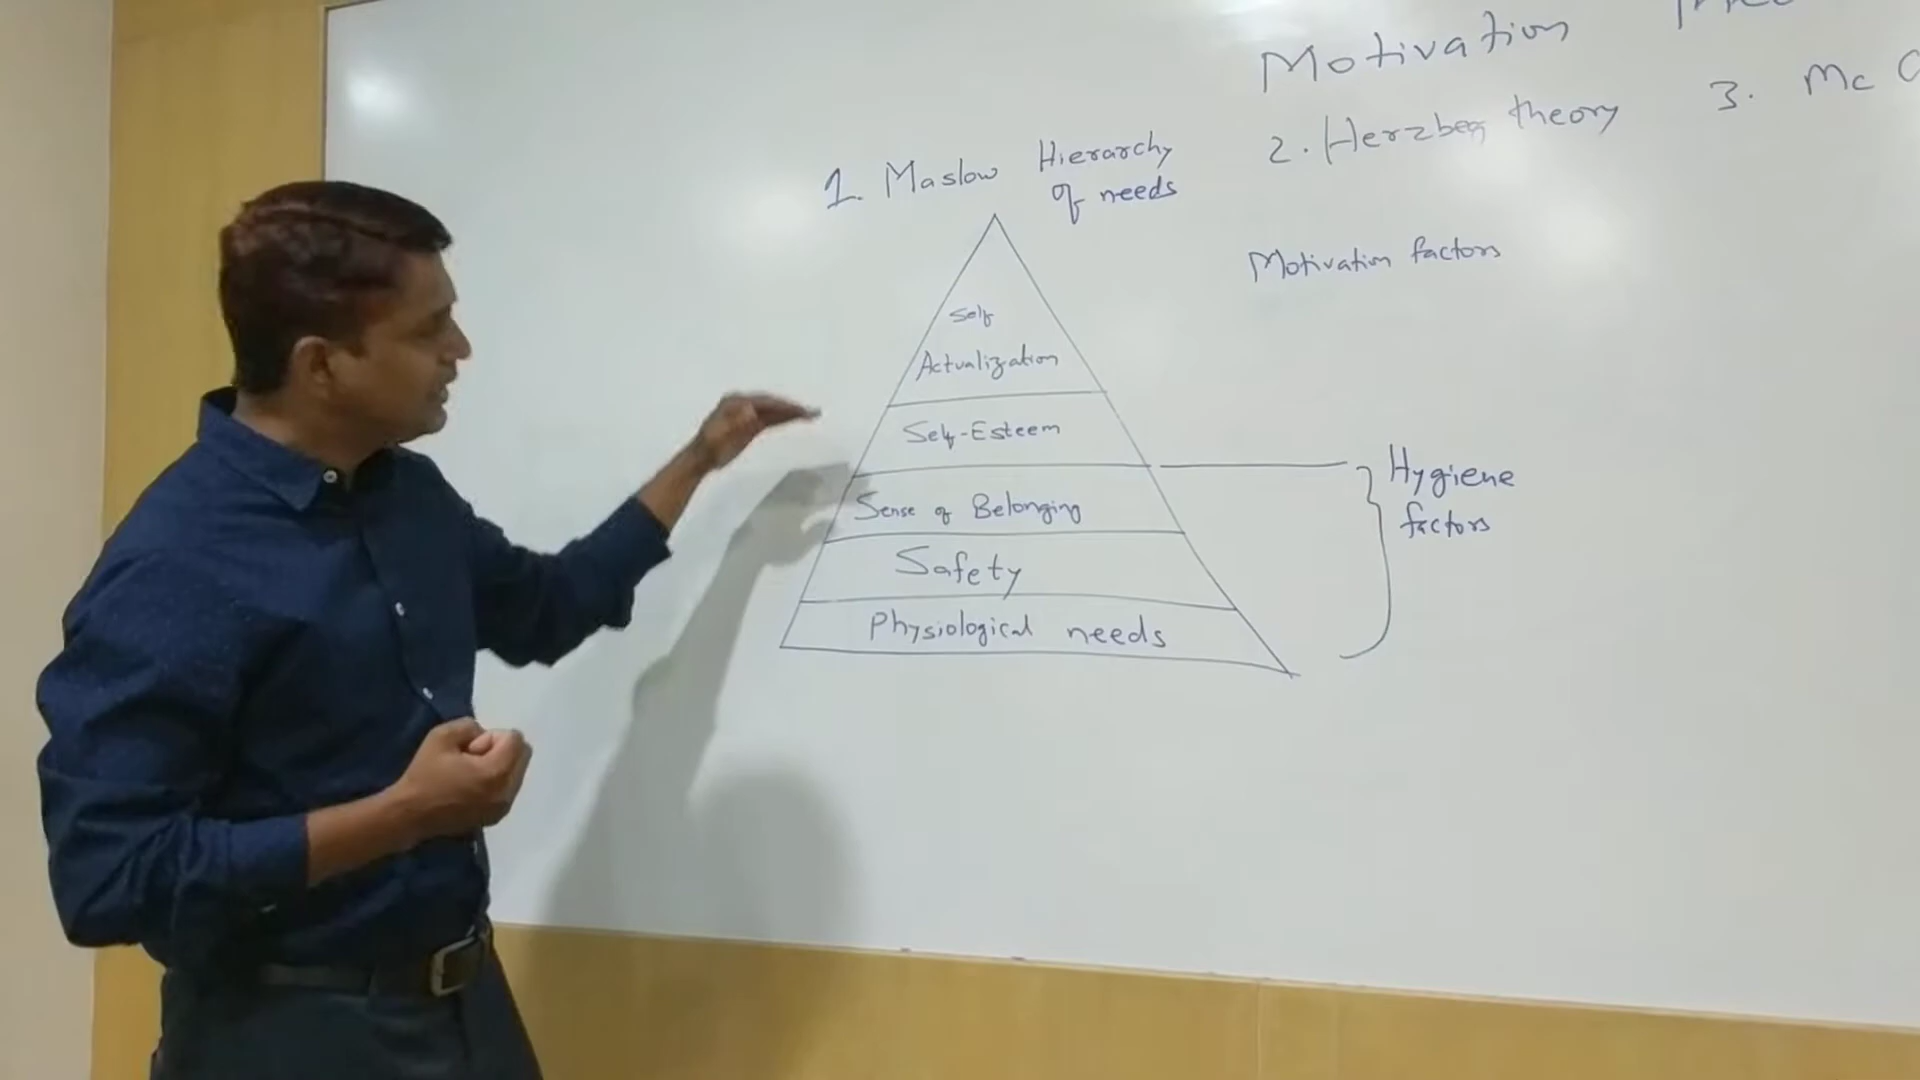 Motivation
1. Maslow Hierarchy
of needs
2. Herzberg theory
3. Mc
Self
Actualization
Self-Esteem
Sense of Belonging
Safety
Physiological needs
Motivation factors
Hygiene
factors